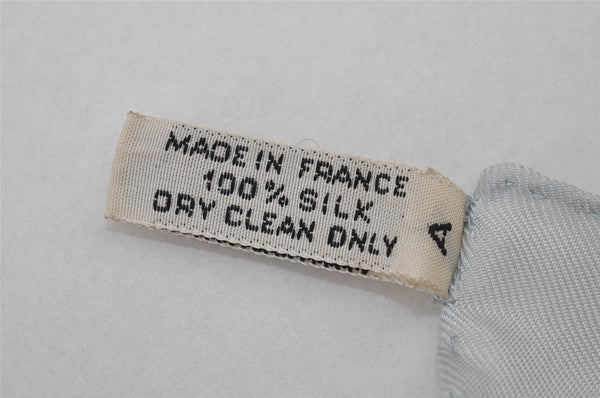 MADE IN FRANCE
100% SILK
DRY CLEAN ONLY
A